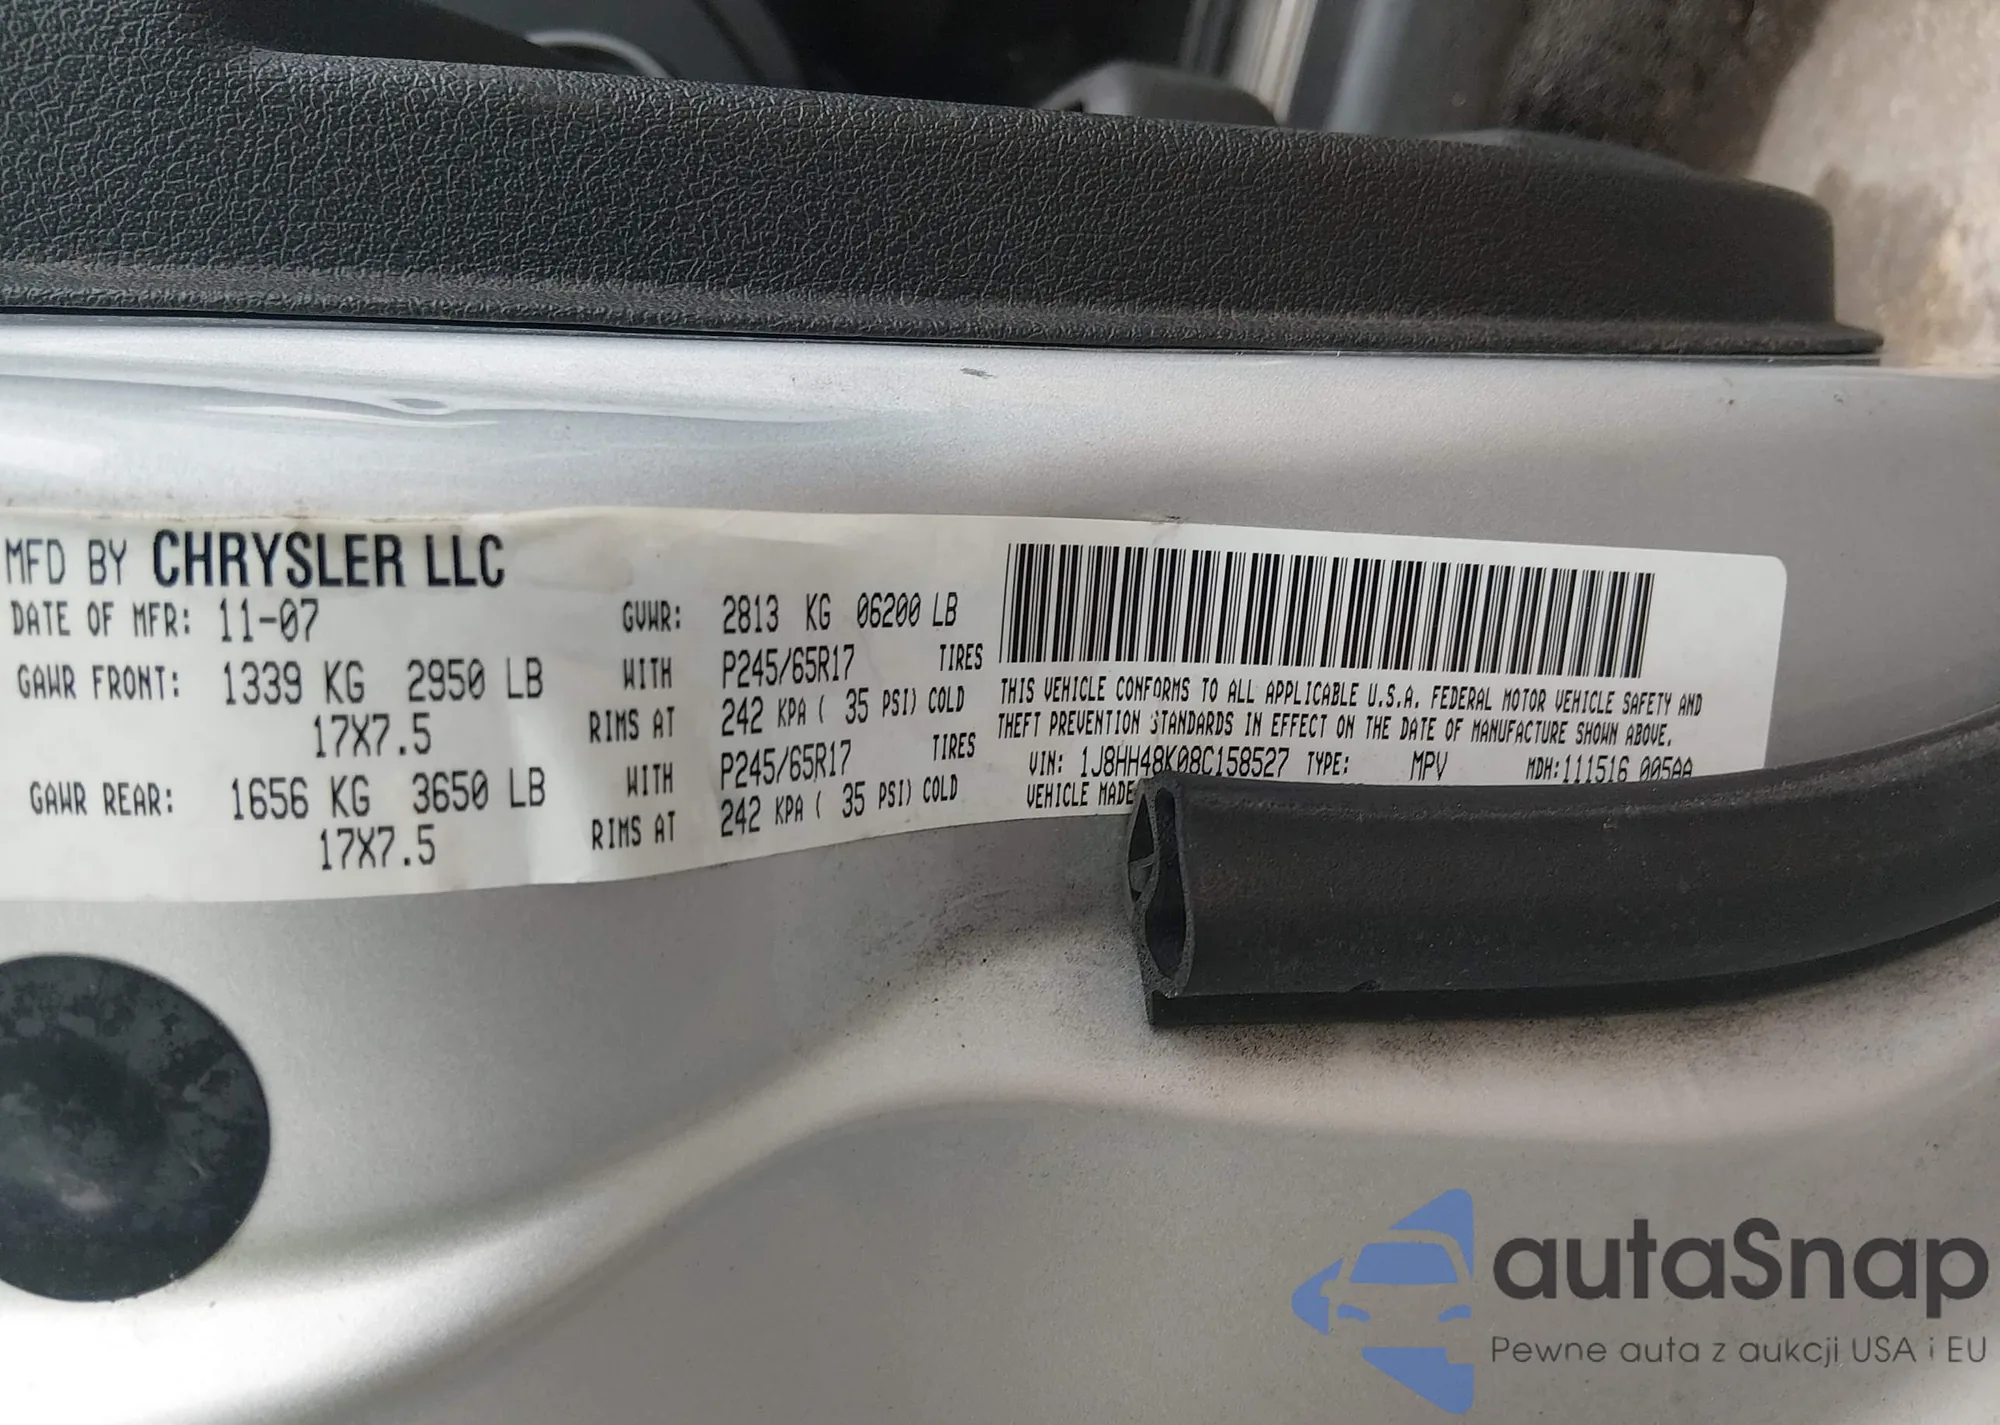 MFD BY CHRYSLER LLC
DATE OF MFR: 11-07 GVWR: 2813 KG 06200 LB
GAWR FRONT: 1339 KG 2950 LB WITH P245/65R17 TIRES
17X7.5 RIMS AT 242 KPA ( 35 PSI) COLD
GAWR REAR: 1656 KG 3650 LB WITH P245/65R17 TIRES
17X7.5 RIMS AT 242 KPA ( 35 PSI) COLD
THIS VEHICLE CONFORMS TO ALL APPLICABLE U.S.A. FEDERAL MOTOR VEHICLE SAFETY AND
THEFT PREVENTION STANDARDS IN EFFECT ON THE DATE OF MANUFACTURE SHOWN ABOVE.
VIN: 1J8HH48K08C158527 TYPE: MPV MDH:111516 005AA
VEHICLE MADE
autaSnap
Pewne auta z aukcji USA i EU